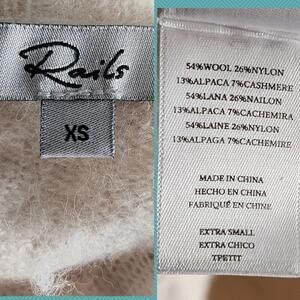 Rails
XS
54%WOOL 26%NYLON
13%ALPACA 7%CASHMERE
54%LANA 26%NAILON
13%ALPACA 7%CACHEMIRA
54%LAINE 26%NYLON
13%ALPAGA 7%CACHEMIRE
MADE IN CHINA
HECHO EN CHINA
FABRIQUÉ EN CHINE
EXTRA SMALL
EXTRA CHICO
TPETIT